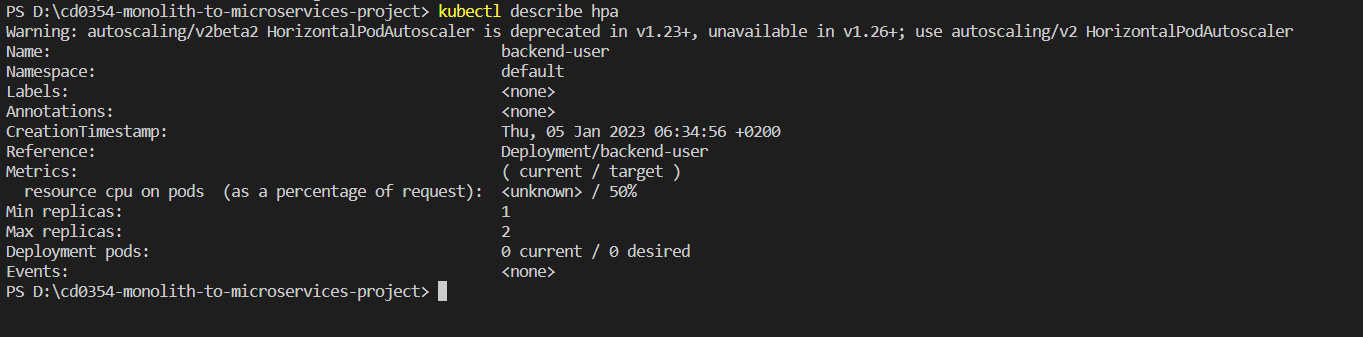 PS D:\cd0354-monolith-to-microservices-project> kubectl describe hpa
Warning: autoscaling/v2beta2 HorizontalPodAutoscaler is deprecated in v1.23+, unavailable in v1.26+; use autoscaling/v2 HorizontalPodAutoscaler
Name: backend-user
Namespace: default
Labels: <none>
Annotations: <none>
CreationTimestamp: Thu, 05 Jan 2023 06:34:56 +0200
Reference: Deployment/backend-user
Metrics: ( current / target )
  resource cpu on pods  (as a percentage of request): <unknown> / 50%
Min replicas: 1
Max replicas: 2
Deployment pods: 0 current / 0 desired
Events: <none>
PS D:\cd0354-monolith-to-microservices-project>